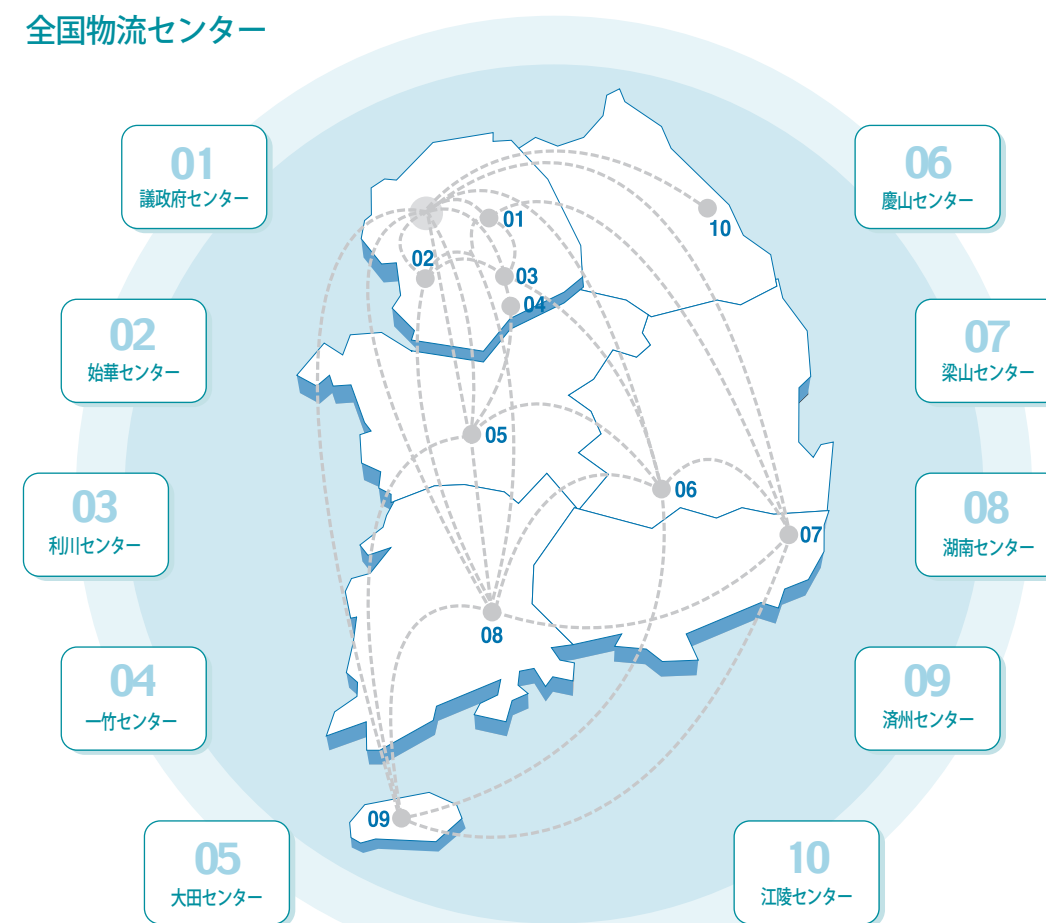 全国物流センター
01
議政府センター
02
始華センター
03
利川センター
04
一竹センター
05
大田センター
06
慶山センター
07
梁山センター
08
湖南センター
09
済州センター
10
江陵センター
01
02
03
04
05
06
07
08
09
10